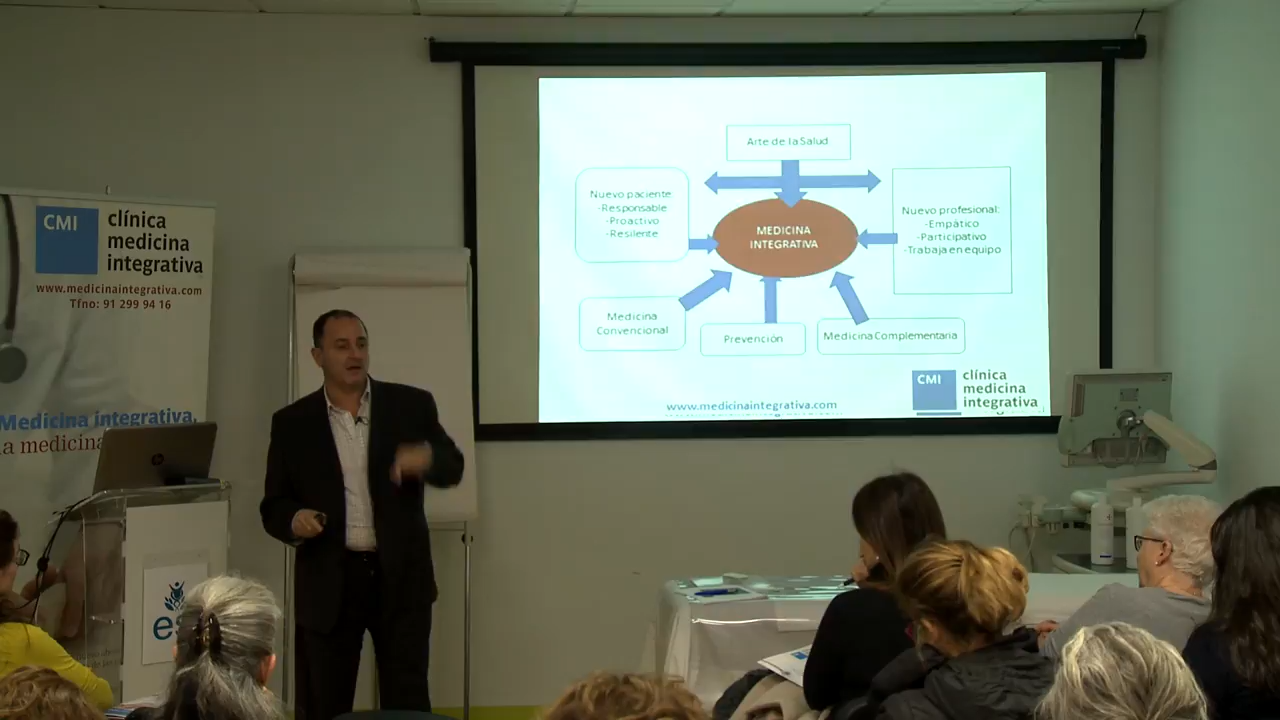 CMI
clínica
medicina
integrativa
www.medicinaintegrativa.com
Tfno: 91 299 94 16
Medicina integrativa,
la medicina
Arte de la Salud
Nuevo paciente
-Responsable
-Proactivo
-Resilente
MEDICINA
INTEGRATIVA
Nuevo profesional:
-Empático
-Participativo
-Trabaja en equipo
Medicina
Convencional
Prevención
Medicina Complementaria
www.medicinaintegrativa.com
CMI
clínica
medicina
integrativa